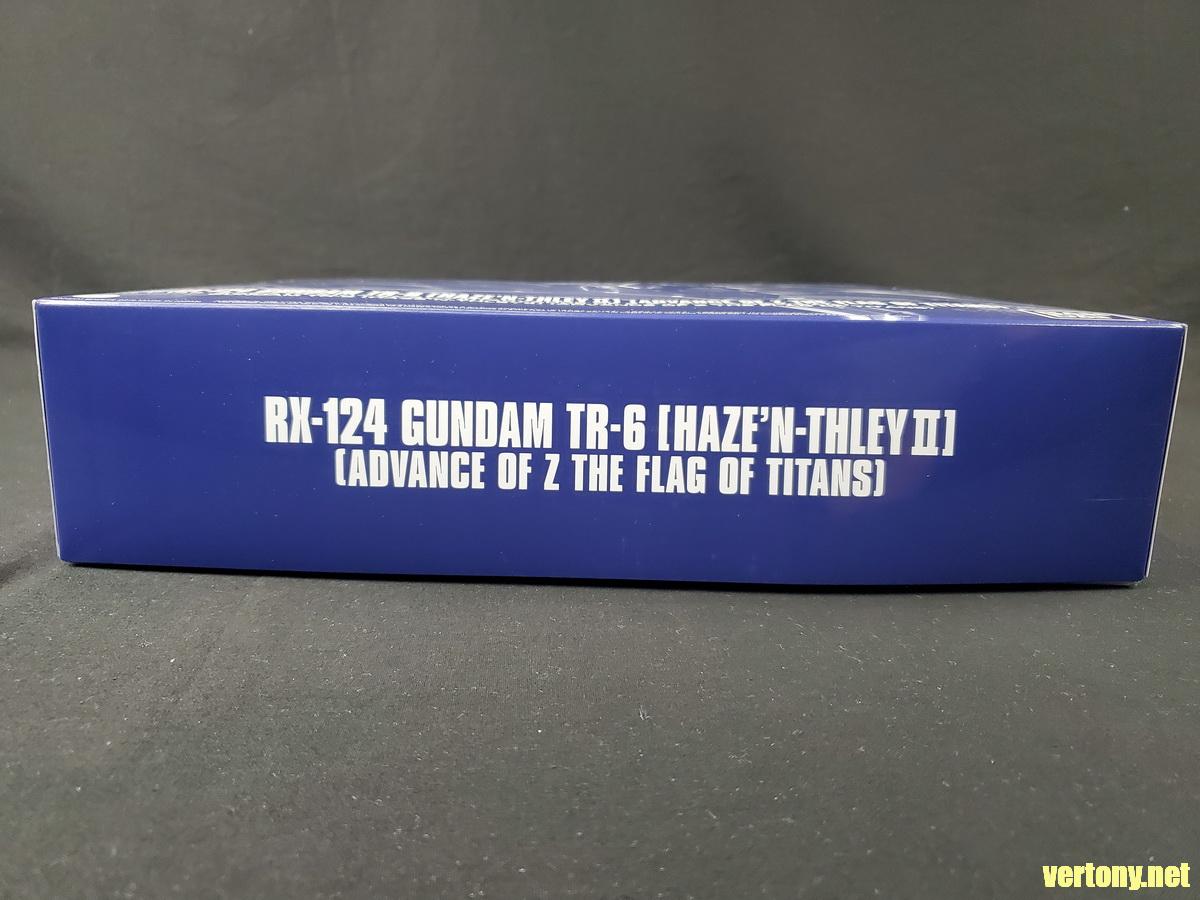 RX-124 GUNDAM TR-6 [HAZE'N-THLEY II]
(ADVANCE OF Z THE FLAG OF TITANS)
vertony.net